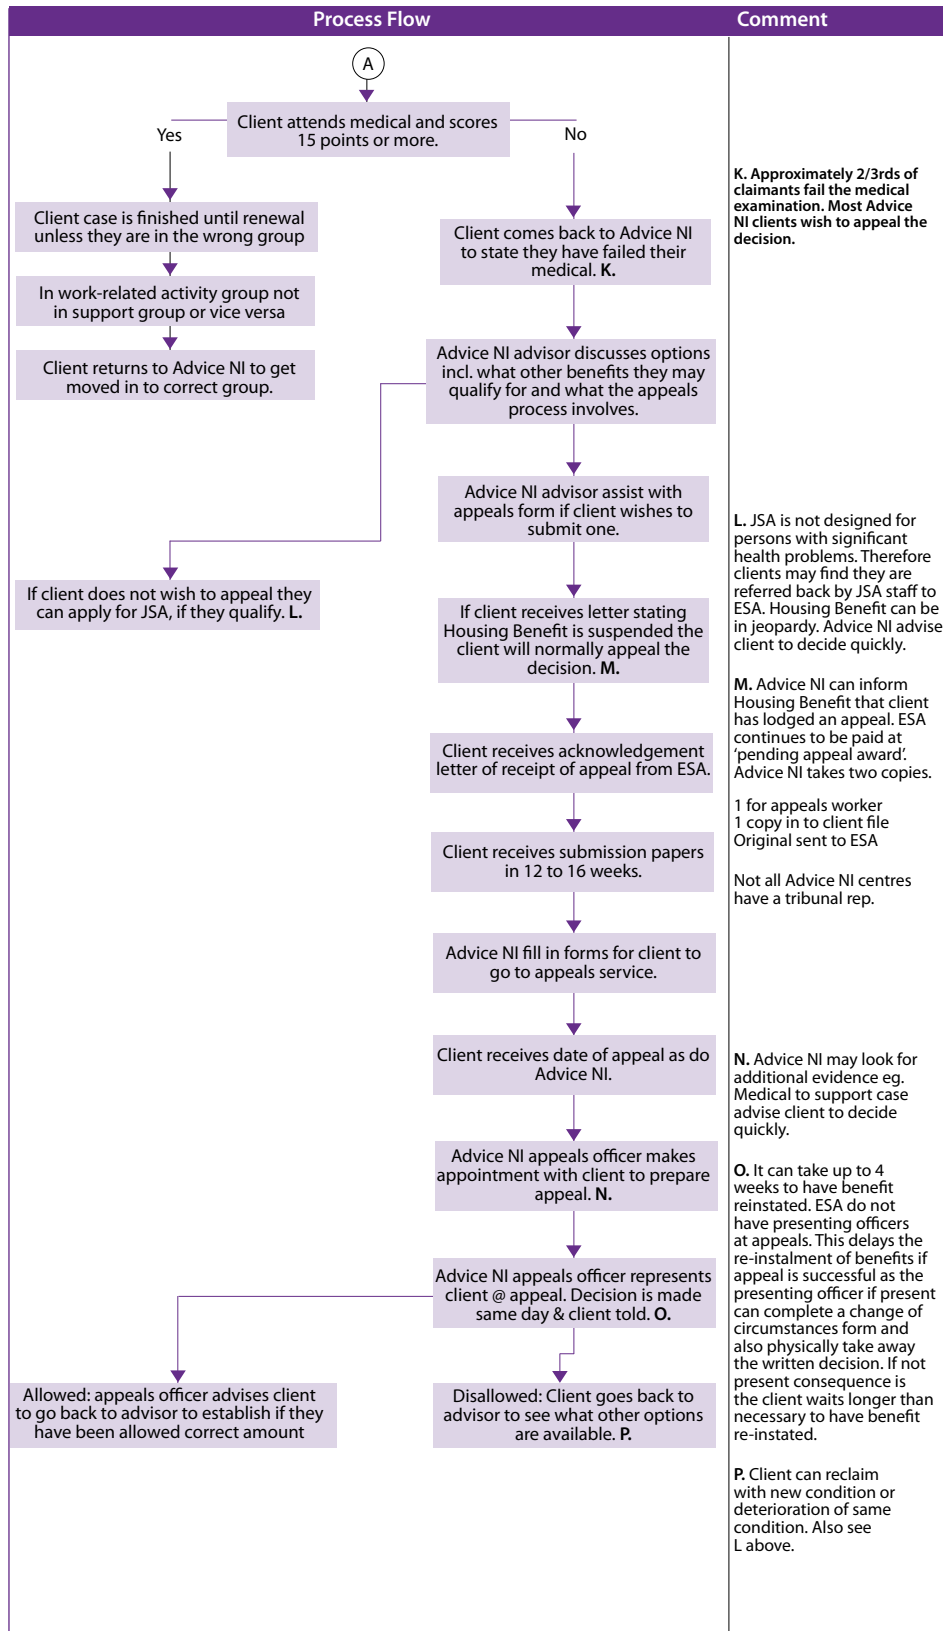 Process Flow
Comment
A
Client attends medical and scores
15 points or more.
Yes
No
Client case is finished until renewal
unless they are in the wrong group
In work-related activity group not
in support group or vice versa
Client returns to Advice NI to get
moved in to correct group.
Client comes back to Advice NI
to state they have failed their
medical. K.
Advice NI advisor discusses options
incl. what other benefits they may
qualify for and what the appeals
process involves.
Advice NI advisor assist with
appeals form if client wishes to
submit one.
If client does not wish to appeal they
can apply for JSA, if they qualify. L.
If client receives letter stating
Housing Benefit is suspended the
client will normally appeal the
decision. M.
Client receives acknowledgement
letter of receipt of appeal from ESA.
Client receives submission papers
in 12 to 16 weeks.
Advice NI fill in forms for client to
go to appeals service.
Client receives date of appeal as do
Advice NI.
Advice NI appeals officer makes
appointment with client to prepare
appeal. N.
Advice NI appeals officer represents
client @ appeal. Decision is made
same day & client told. O.
Allowed: appeals officer advises client
to go back to advisor to establish if they
have been allowed correct amount
Disallowed: Client goes back to
advisor to see what other options
are available. P.
K. Approximately 2/3rds of
claimants fail the medical
examination. Most Advice
NI clients wish to appeal the
decision.
L. JSA is not designed for
persons with significant
health problems. Therefore
clients may find they are
referred back by JSA staff to
ESA. Housing Benefit can be
in jeopardy. Advice NI advise
client to decide quickly.
M. Advice NI can inform
Housing Benefit that client
has lodged an appeal. ESA
continues to be paid at
‘pending appeal award’.
Advice NI takes two copies.
1 for appeals worker
1 copy in to client file
Original sent to ESA
Not all Advice NI centres
have a tribunal rep.
N. Advice NI may look for
additional evidence eg.
Medical to support case
advise client to decide
quickly.
O. It can take up to 4
weeks to have benefit
reinstated. ESA do not
have presenting officers
at appeals. This delays the
re-instalment of benefits if
appeal is successful as the
presenting officer if present
can complete a change of
circumstances form and
also physically take away
the written decision. If not
present consequence is
the client waits longer than
necessary to have benefit
re-instated.
P. Client can reclaim
with new condition or
deterioration of same
condition. Also see
L above.